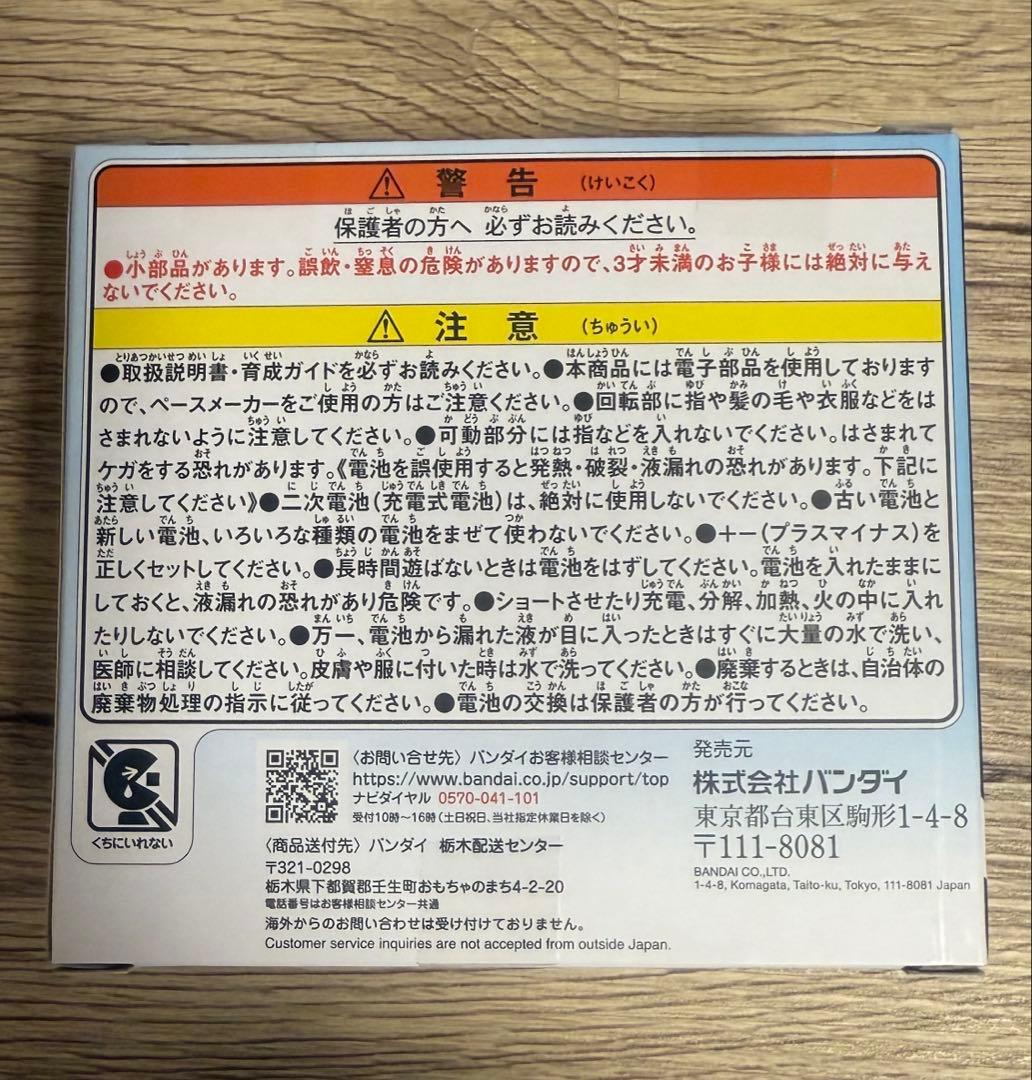 ⚠ 警告 (けいこく)
保護者の方へ 必ずお読みください。
●小部品があります。誤飲・窒息の危険がありますので、3才未満のお子様には絶対に与え
ないでください。
⚠ 注意 (ちゅうい)
●取扱説明書・育成ガイドを必ずお読みください。●本商品には電子部品を使用しております
ので、ペースメーカーをご使用の方はご注意ください。●回転部に指や髪の毛や衣服などをは
さまれないように注意してください。●可動部分には指などを入れないでください。はさまれて
ケガをする恐れがあります。《電池を誤使用すると発熱・破裂・液漏れの恐れがあります。下記に
注意してください》●二次電池(充電式電池)は、絶対に使用しないでください。●古い電池と
新しい電池、いろいろな種類の電池をまぜて使わないでください。●+-(プラスマイナス)を
正しくセットしてください。●長時間遊ばないときは電池をはずしてください。電池を入れたままに
しておくと、液漏れの恐れがあり危険です。●ショートさせたり充電、分解、加熱、火の中に入れ
たりしないでください。●万一、電池から漏れた液が目に入ったときはすぐに大量の水で洗い、
医師に相談してください。皮膚や服に付いた時は水で洗ってください。●廃棄するときは、自治体の
廃棄物処理の指示に従ってください。●電池の交換は保護者の方が行ってください。
くちにいれない
〈お問い合せ先〉バンダイお客様相談センター
https://www.bandai.co.jp/support/top
ナビダイヤル 0570-041-101
受付10時~16時(土日祝日、当社指定休業日を除く)
〈商品送付先〉バンダイ 栃木配送センター
〒321-0298
栃木県下都賀郡壬生町おもちゃのまち4-2-20
電話番号はお客様相談センター共通
海外からのお問い合わせは受け付けておりません。
Customer service inquiries are not accepted from outside Japan.
発売元
株式会社バンダイ
東京都台東区駒形1-4-8
〒111-8081
BANDAI CO.,LTD.
1-4-8, Komagata, Taito-ku, Tokyo, 111-8081 Japan